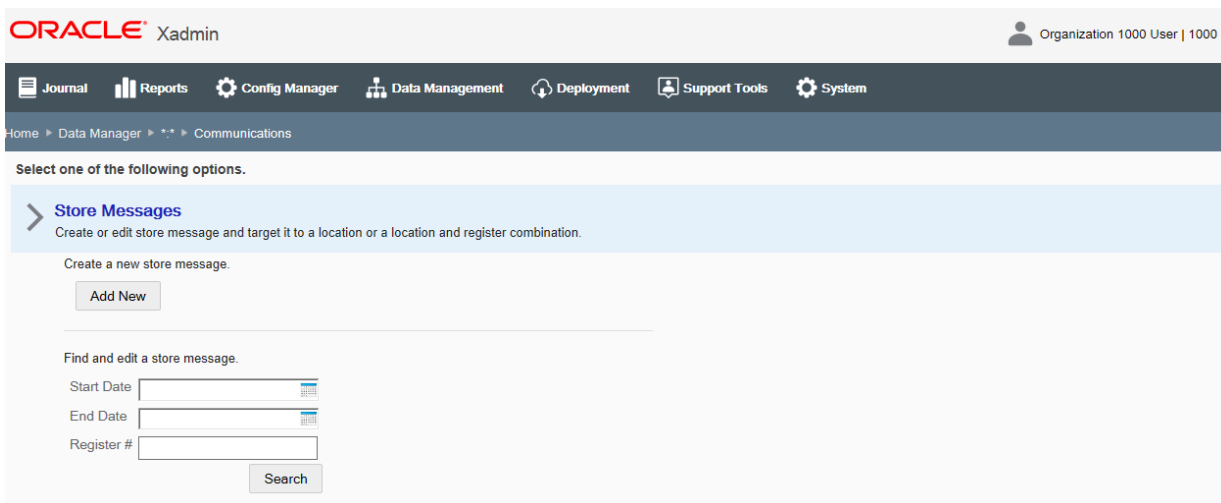 ORACLE® Xadmin
Organization 1000 User | 1000
Journal Reports Config Manager Data Management Deployment Support Tools System
Home ▸ Data Manager ▸ *:* ▸ Communications
Select one of the following options.
Store Messages
Create or edit store message and target it to a location or a location and register combination.
Create a new store message.
Add New
Find and edit a store message.
Start Date
End Date
Register #
Search